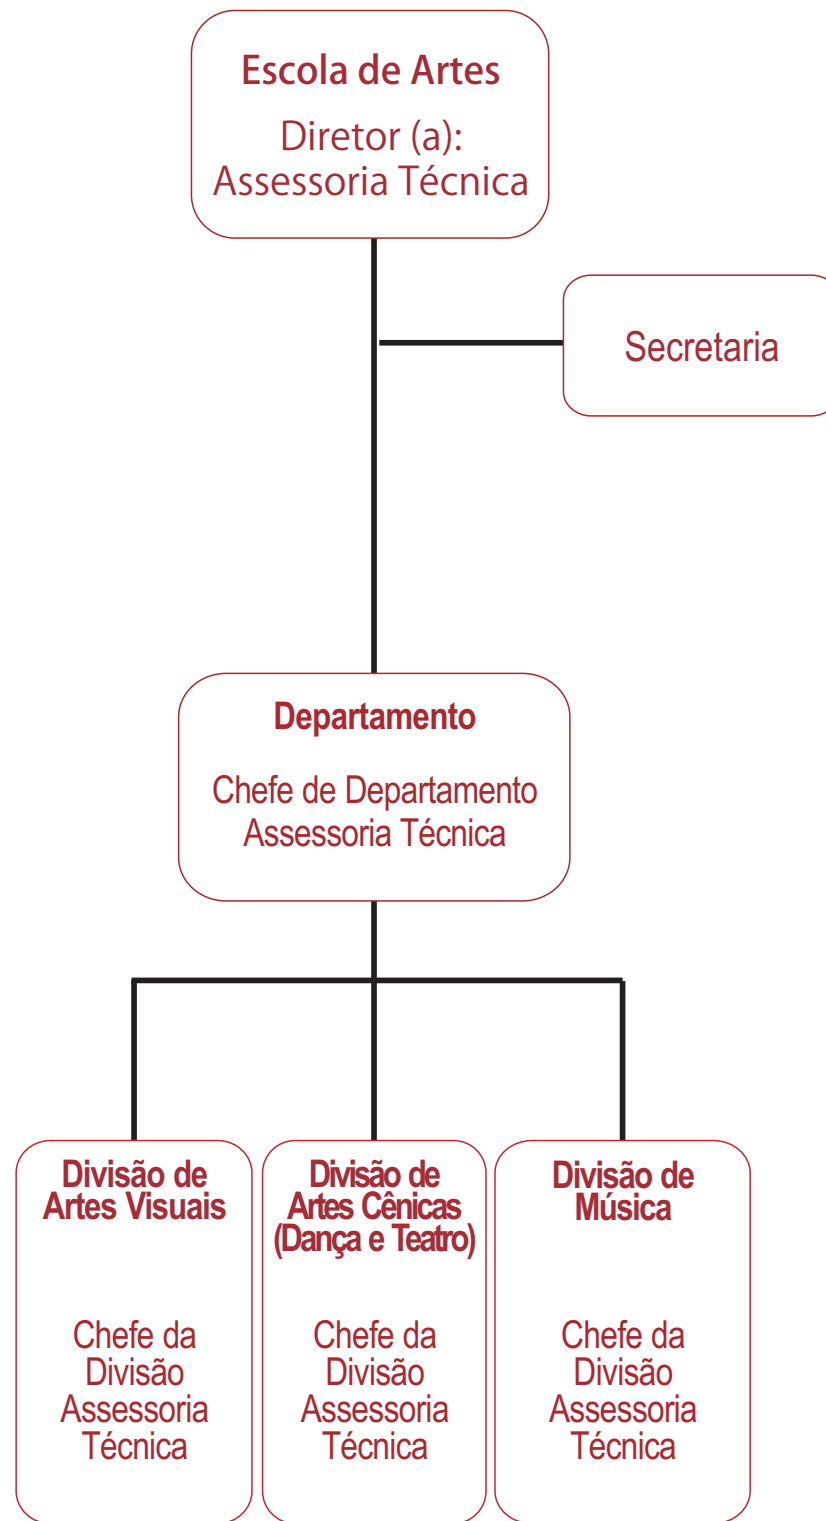 Escola de Artes
Diretor (a):
Assessoria Técnica
Secretaria
Departamento
Chefe de Departamento
Assessoria Técnica
Divisão de
Artes Visuais
Chefe da
Divisão
Assessoria
Técnica
Divisão de
Artes Cênicas
(Dança e Teatro)
Chefe da
Divisão
Assessoria
Técnica
Divisão de
Música
Chefe da
Divisão
Assessoria
Técnica